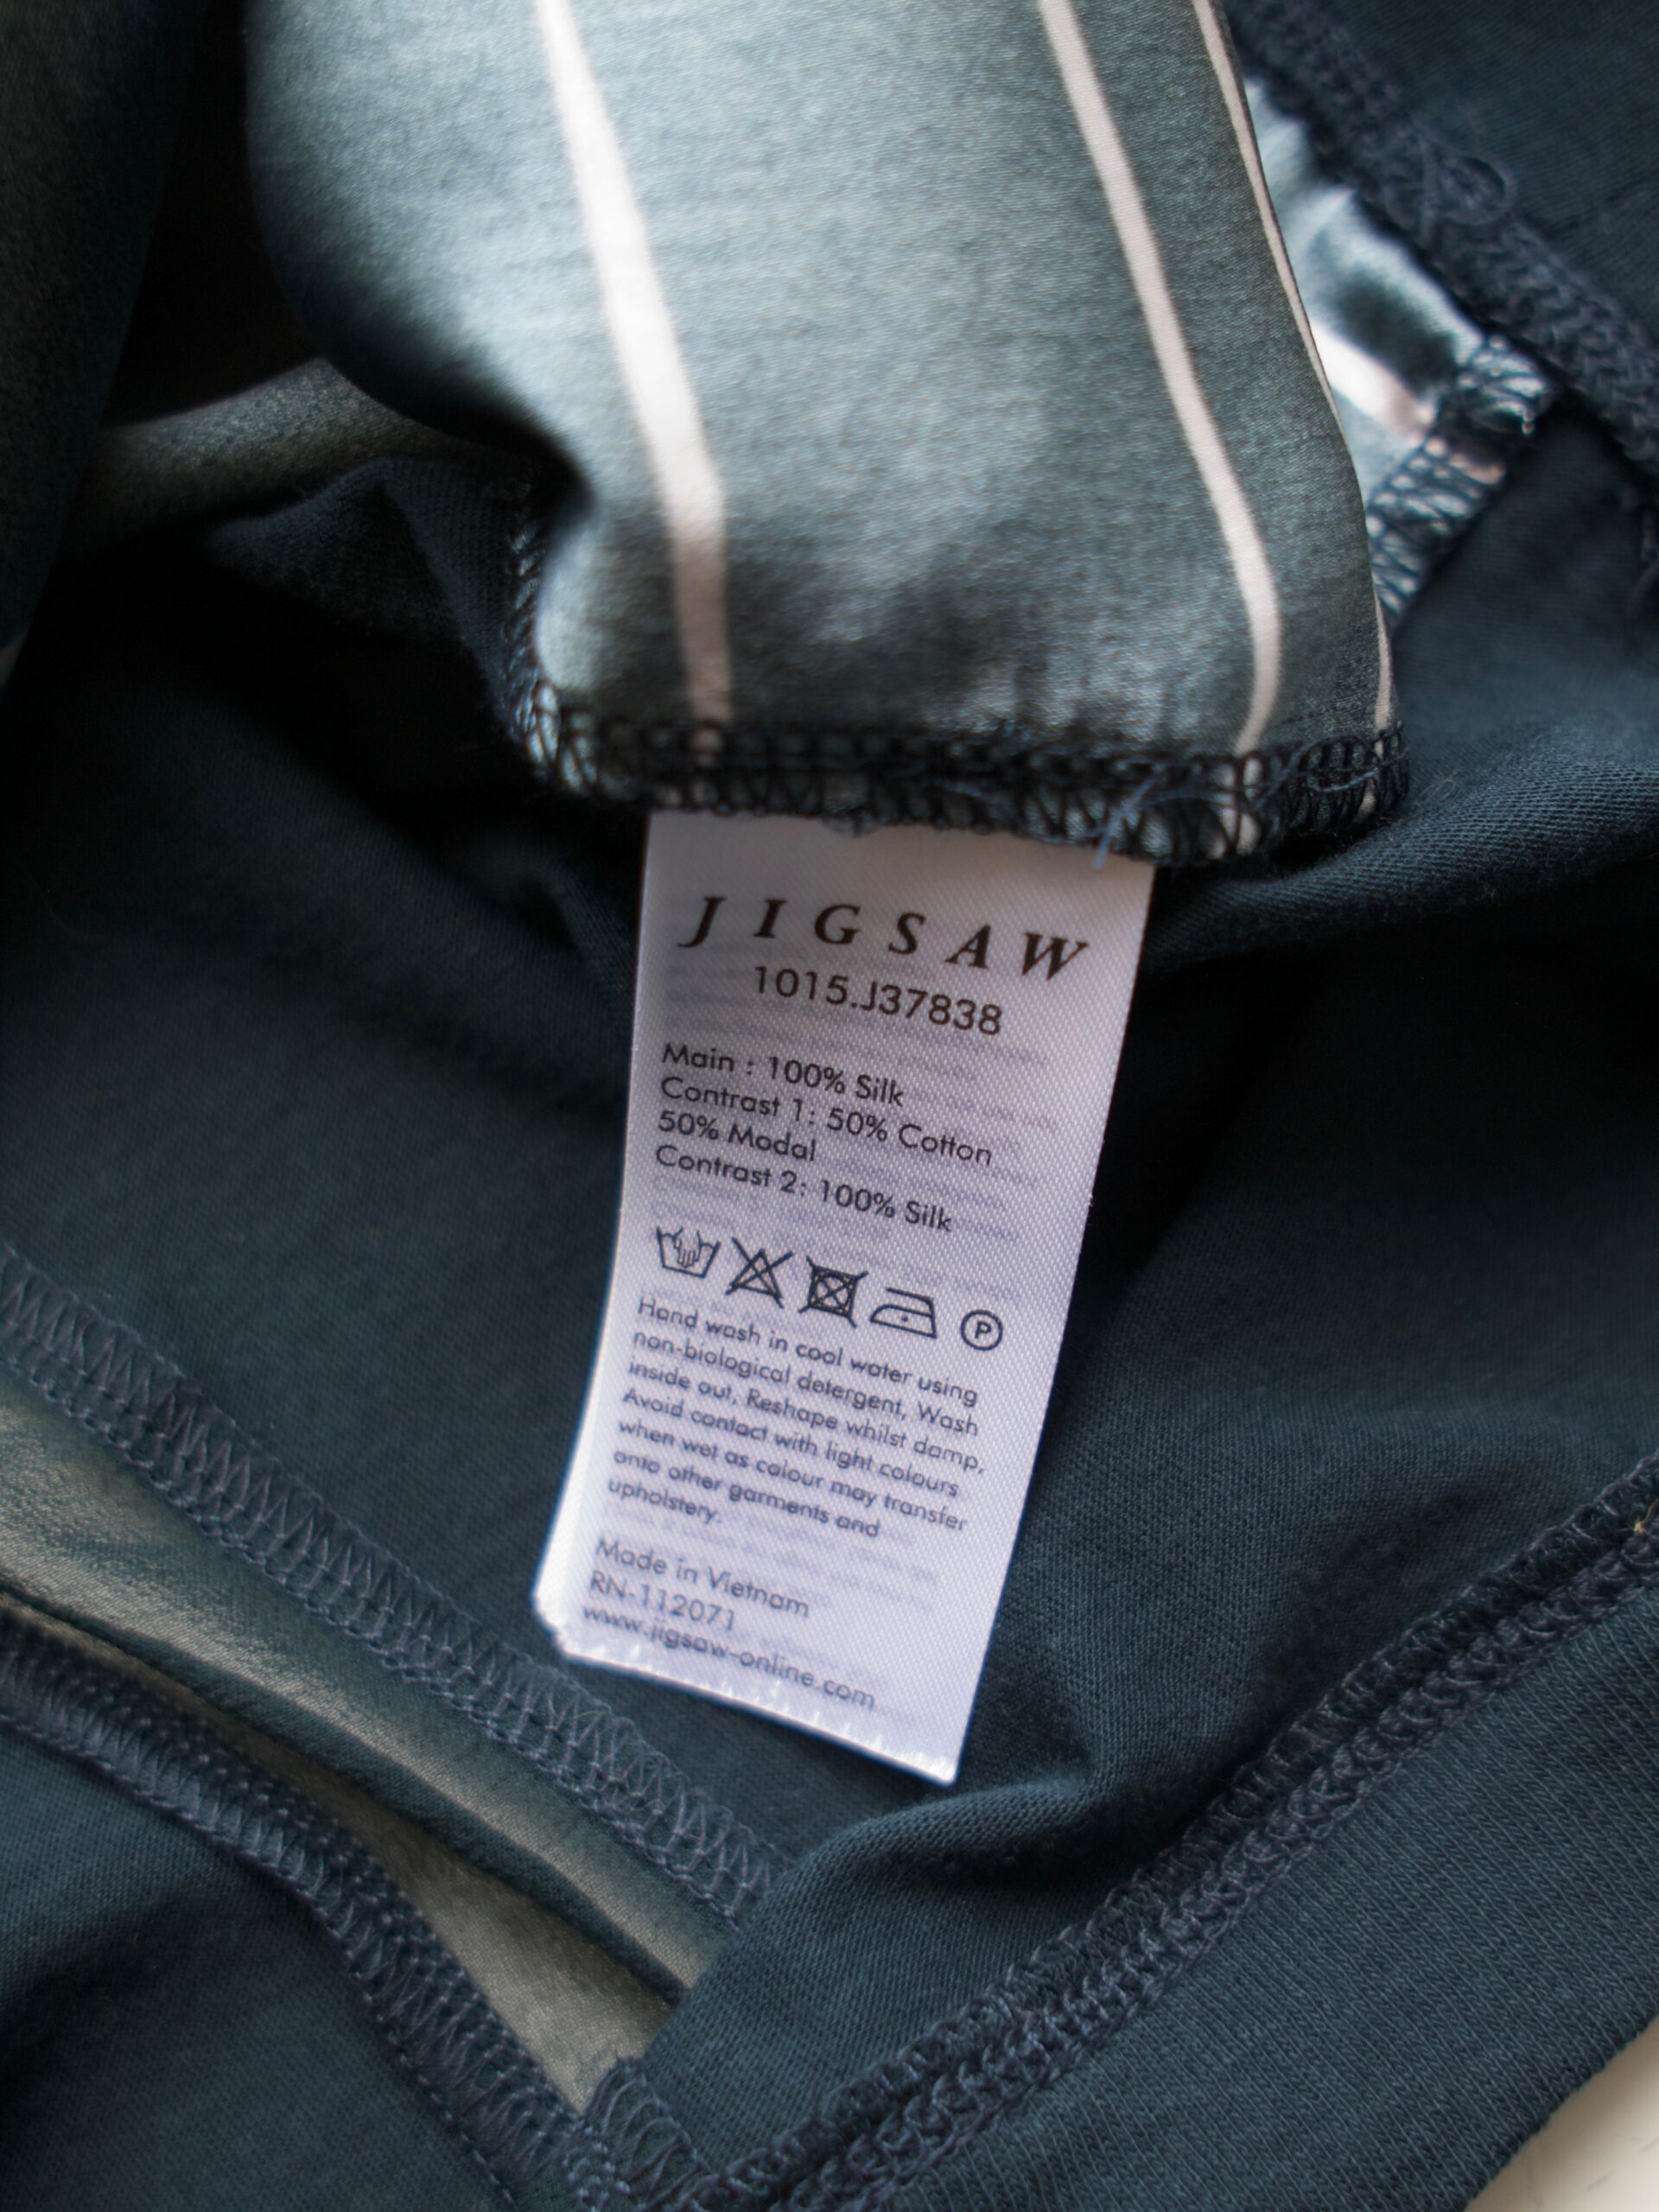 JIGSAW
1015.J37838
Main : 100% Silk
Contrast 1: 50% Cotton
50% Modal
Contrast 2: 100% Silk
P
Hand wash in cool water using
non-biological detergent, Wash
inside out, Reshape whilst damp,
Avoid contact with light colours
when wet as colour may transfer
onto other garments and
upholstery.
Made in Vietnam
RN-112071
www.jigsaw-online.com